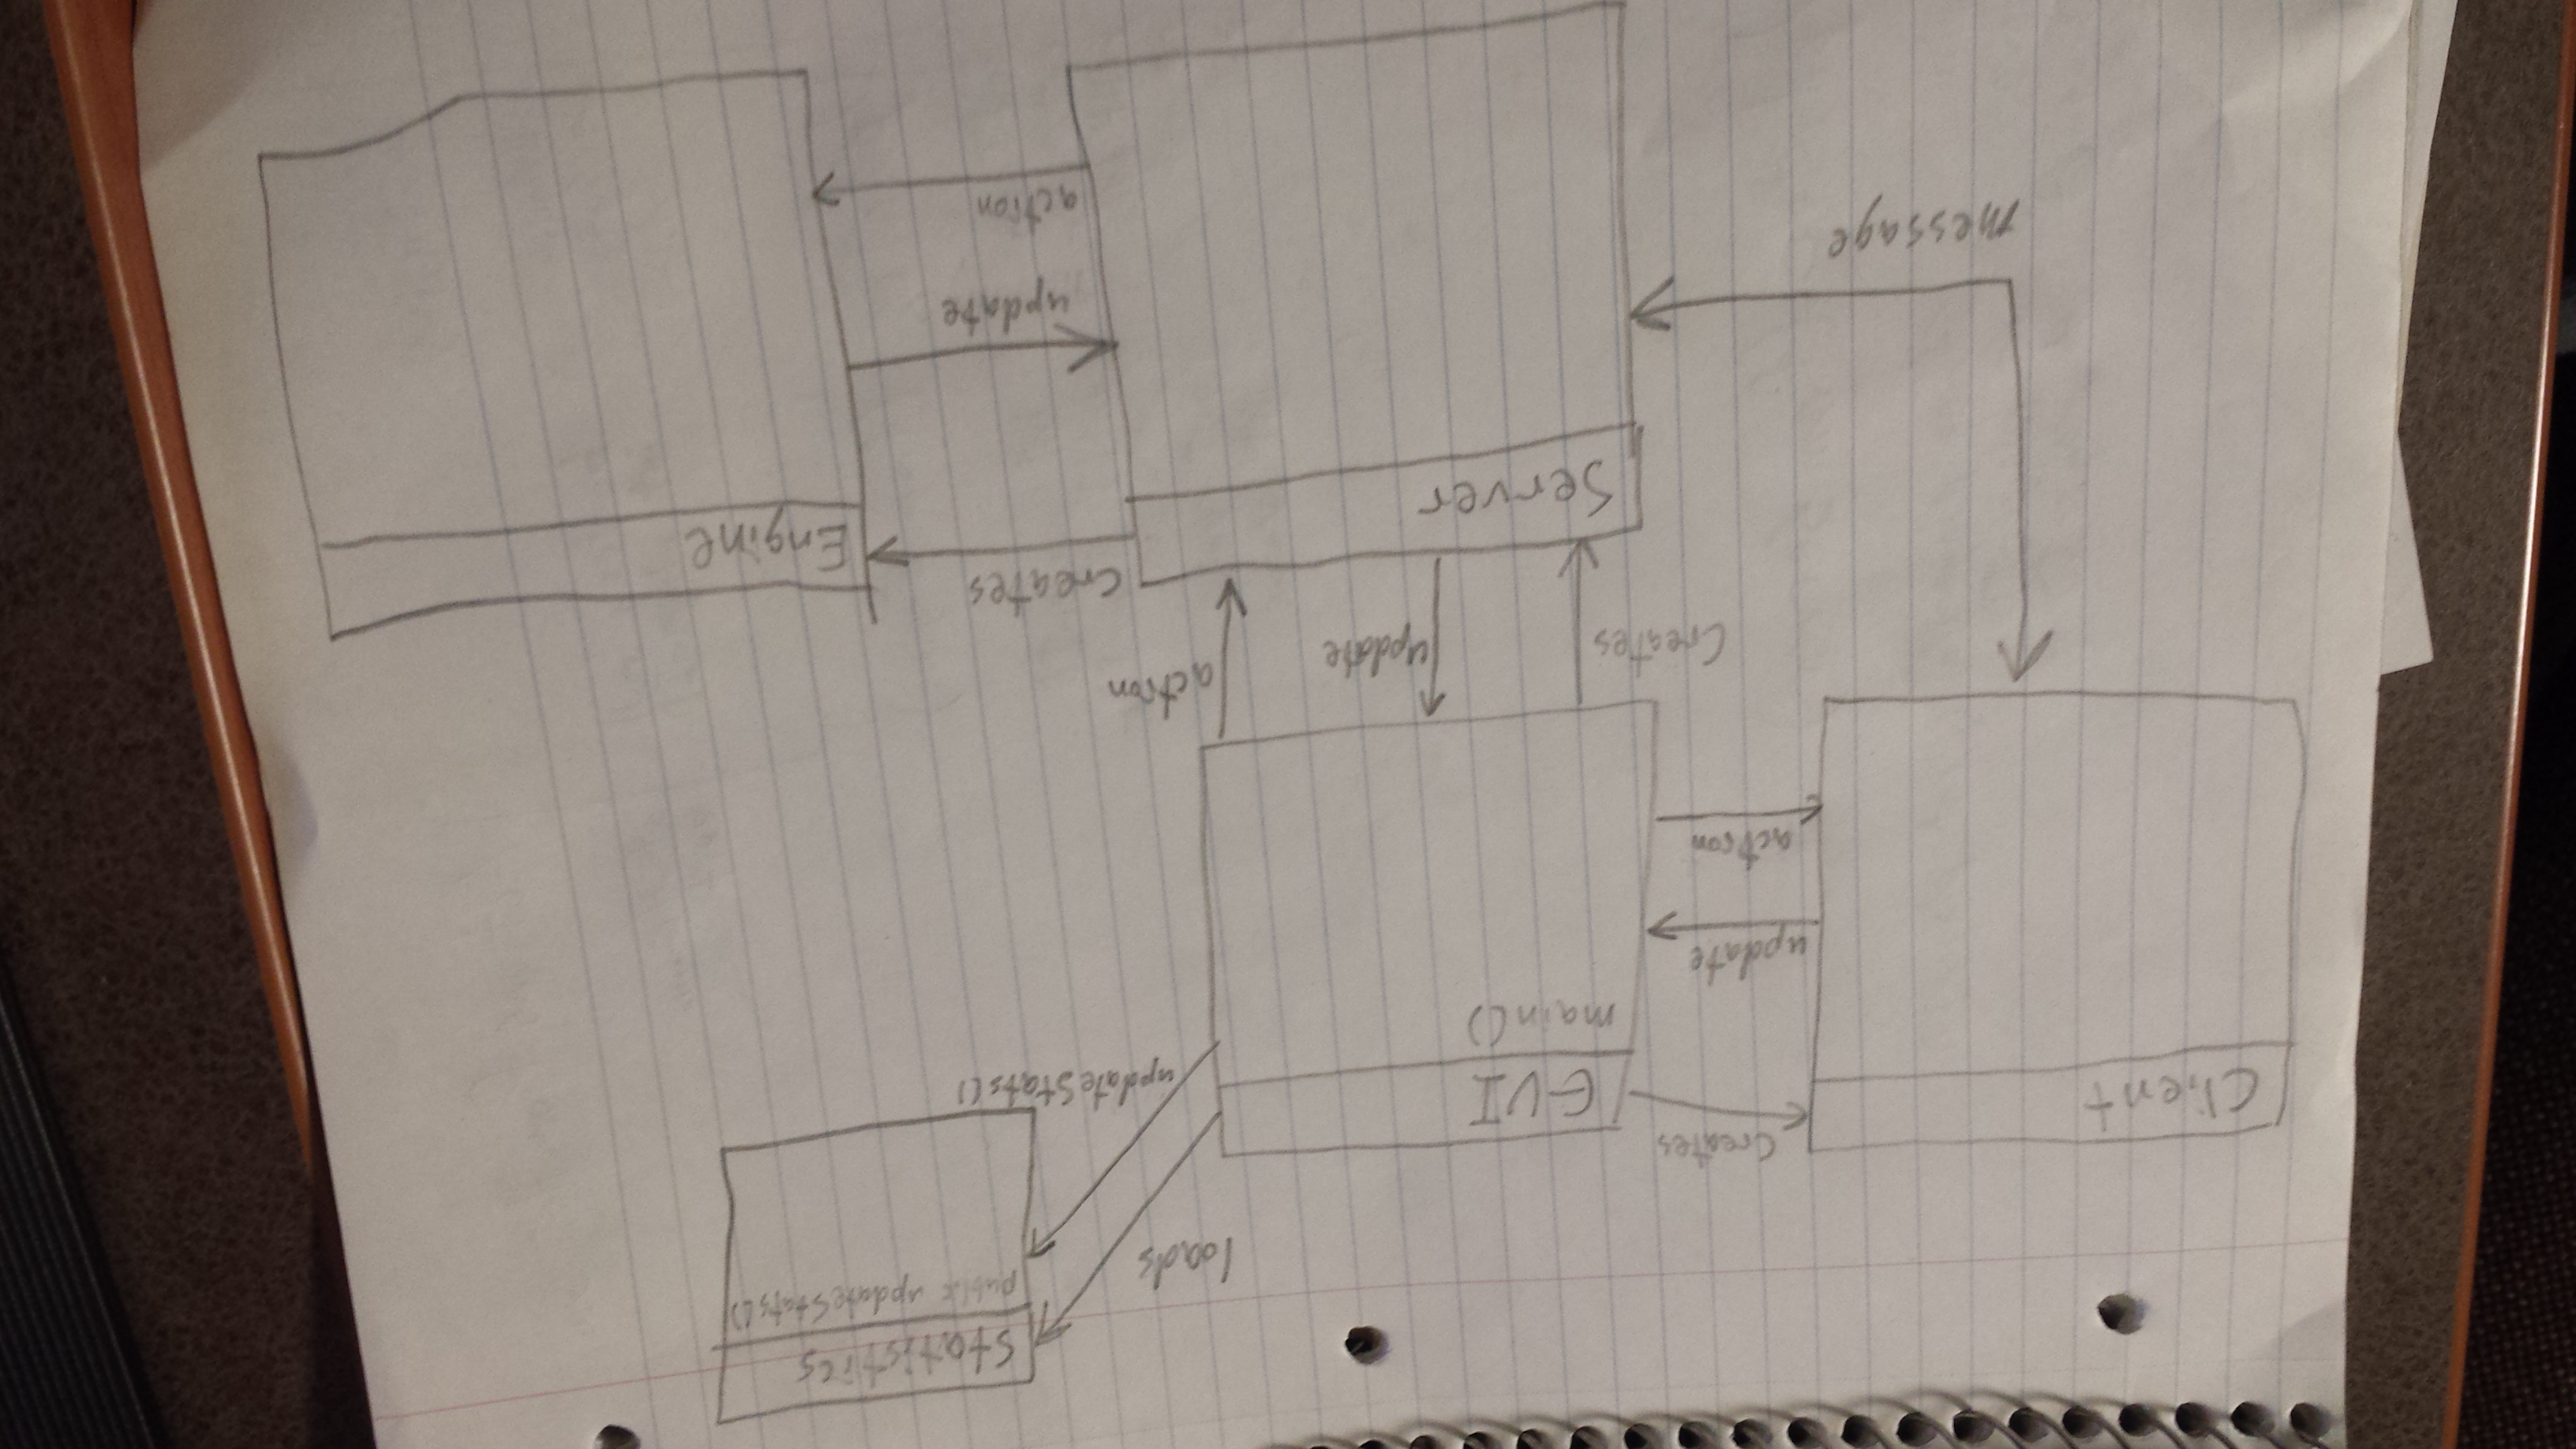 loads
Statistics
public updateStats()
Creates
Client
GUI
main()
updateStats()
update
action
Creates
update
action
Creates
Server
Engine
update
action
message